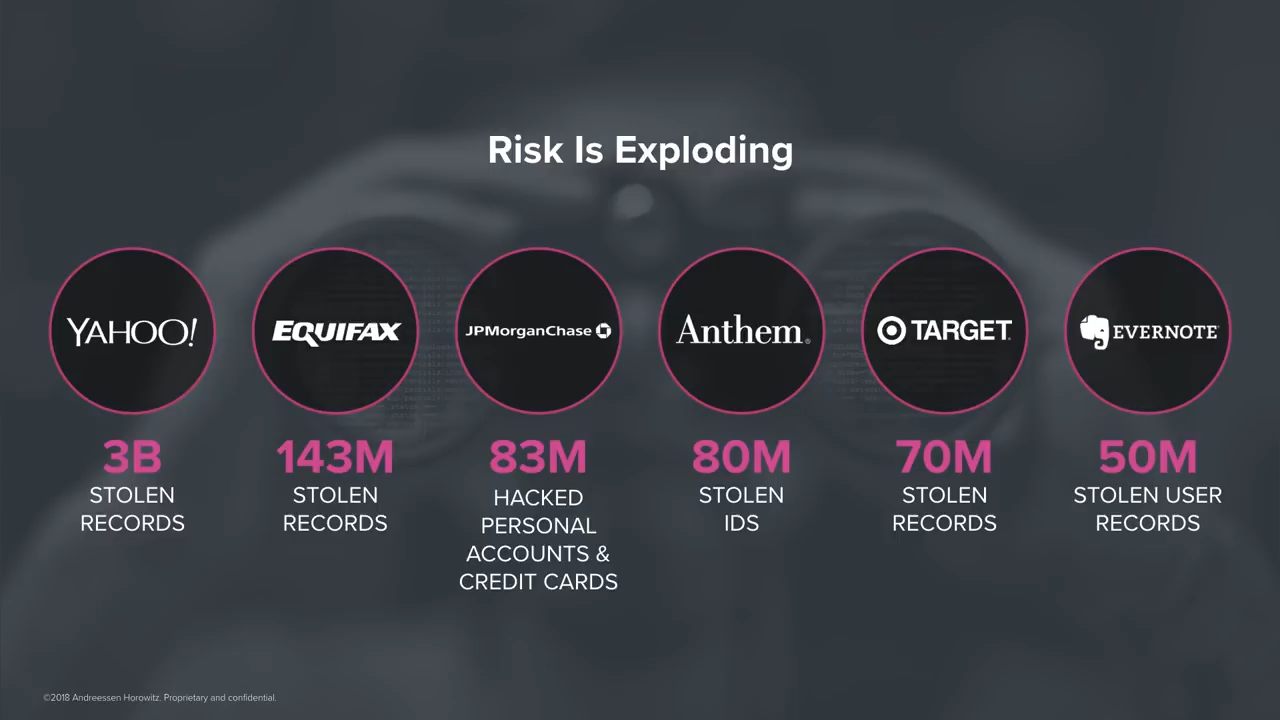 Risk Is Exploding
YAHOO!
EQUIFAX
JPMorganChase
Anthem®
TARGET
EVERNOTE
3B
STOLEN
RECORDS
143M
STOLEN
RECORDS
83M
HACKED
PERSONAL
ACCOUNTS &
CREDIT CARDS
80M
STOLEN
IDS
70M
STOLEN
RECORDS
50M
STOLEN USER
RECORDS
©2018 Andreessen Horowitz. Proprietary and confidential.